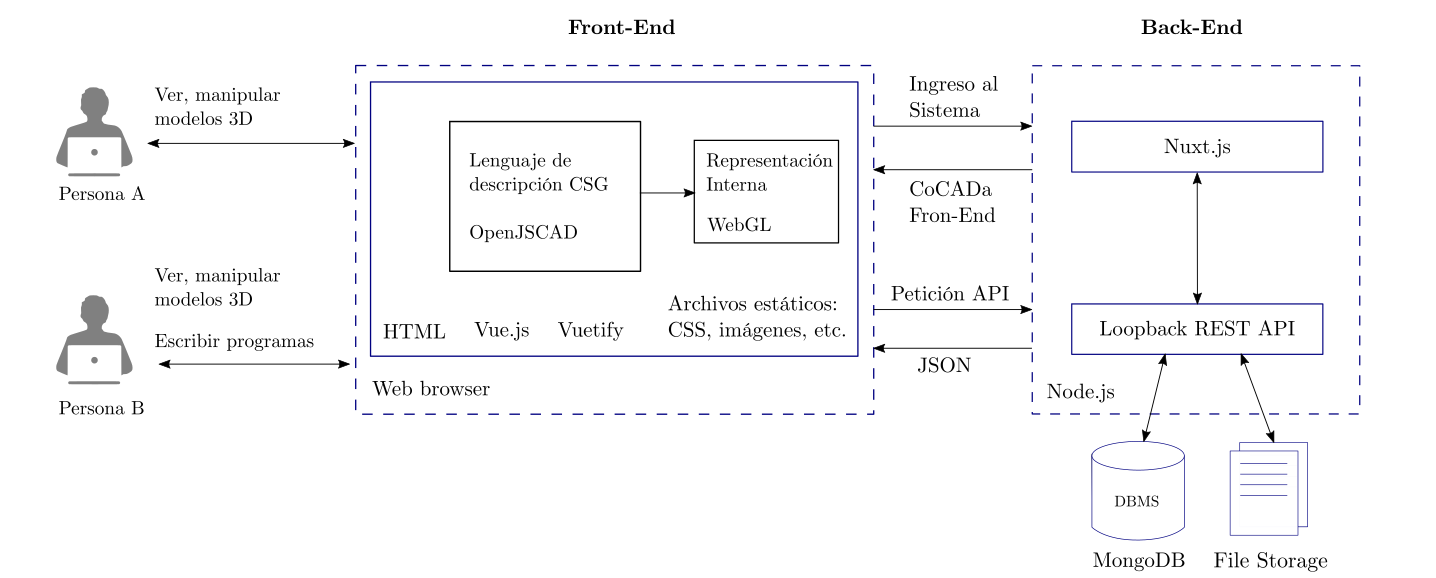 Front-End
Back-End
Ver, manipular
modelos 3D
Persona A
Ver, manipular
modelos 3D
Escribir programas
Persona B
Lenguaje de
descripción CSG
OpenJSCAD
Representación
Interna
WebGL
HTML
Vue.js
Vuetify
Archivos estáticos:
CSS, imágenes, etc.
Web browser
Ingreso al
Sistema
CoCADa
Fron-End
Petición API
JSON
Nuxt.js
Loopback REST API
Node.js
DBMS
MongoDB
File Storage